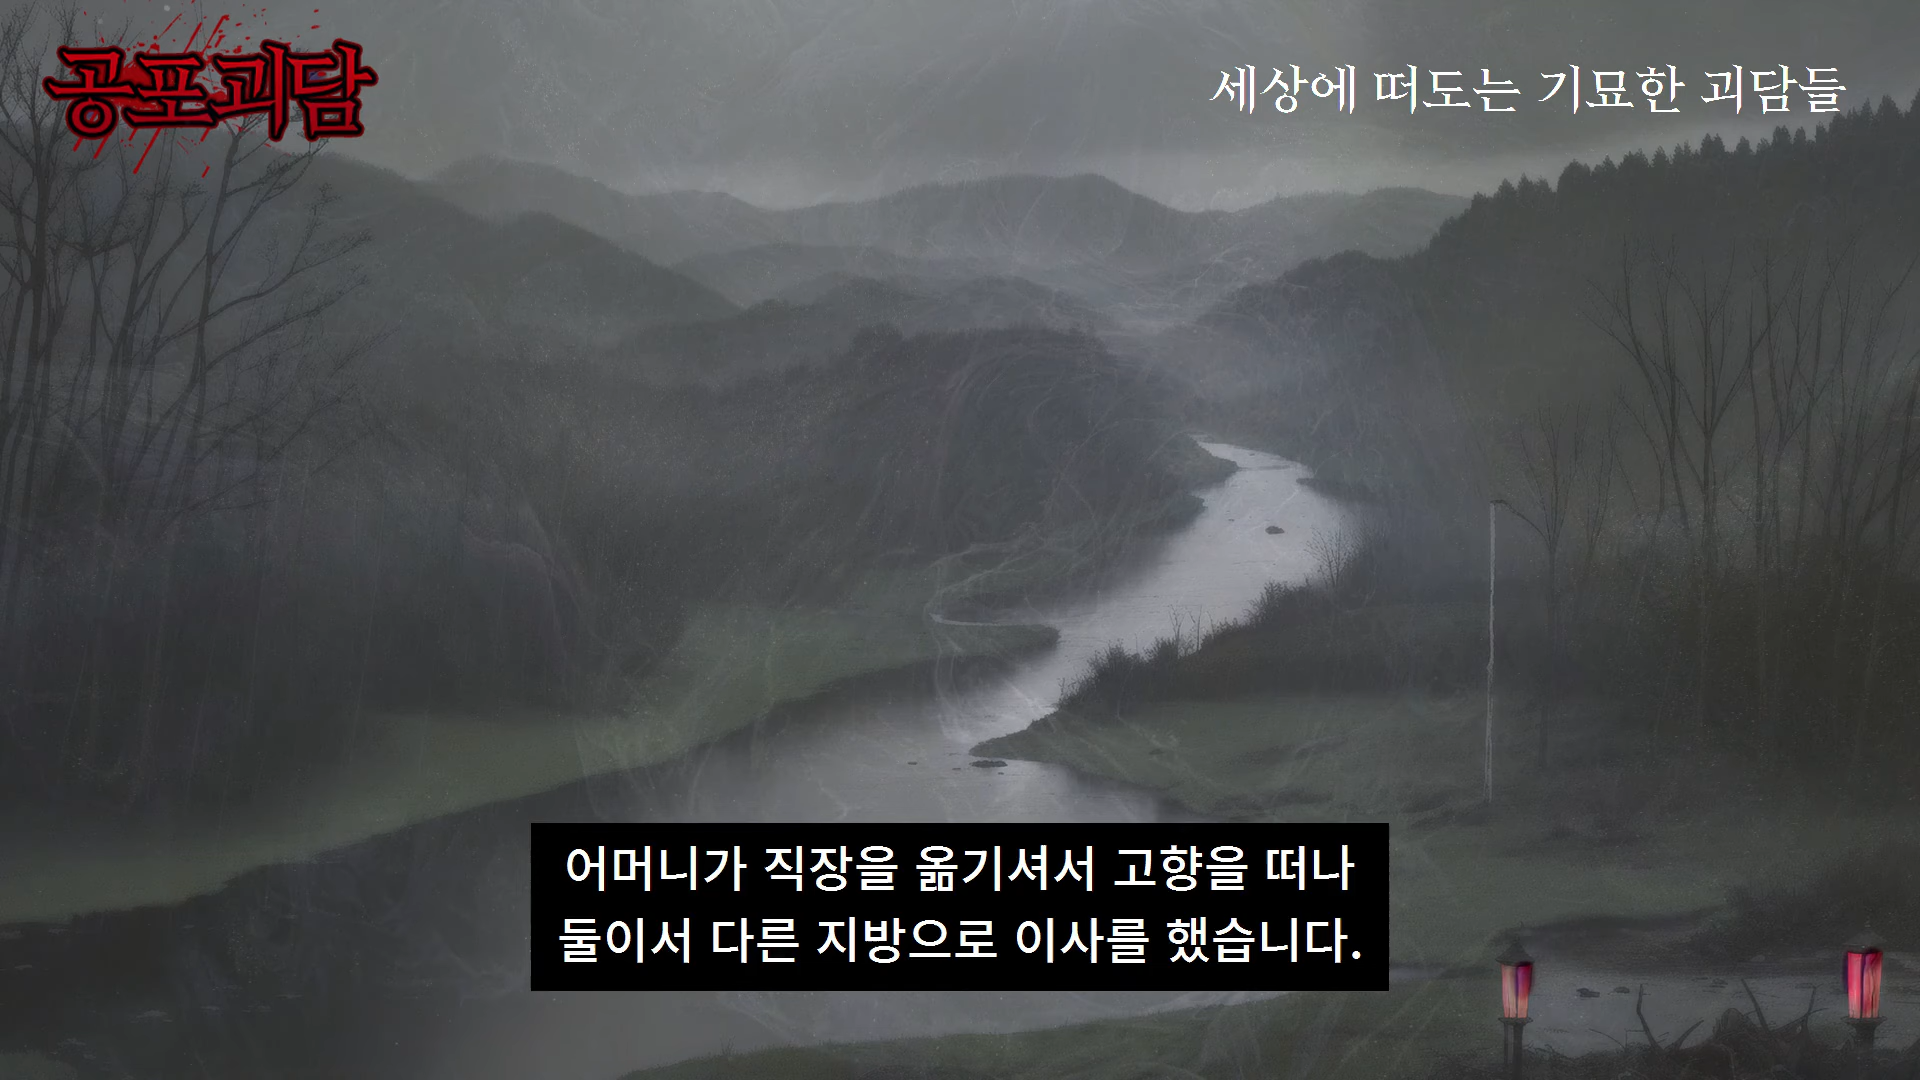 공포괴담
세상에 떠도는 기묘한 괴담들
어머니가 직장을 옮기셔서 고향을 떠나
둘이서 다른 지방으로 이사를 했습니다.